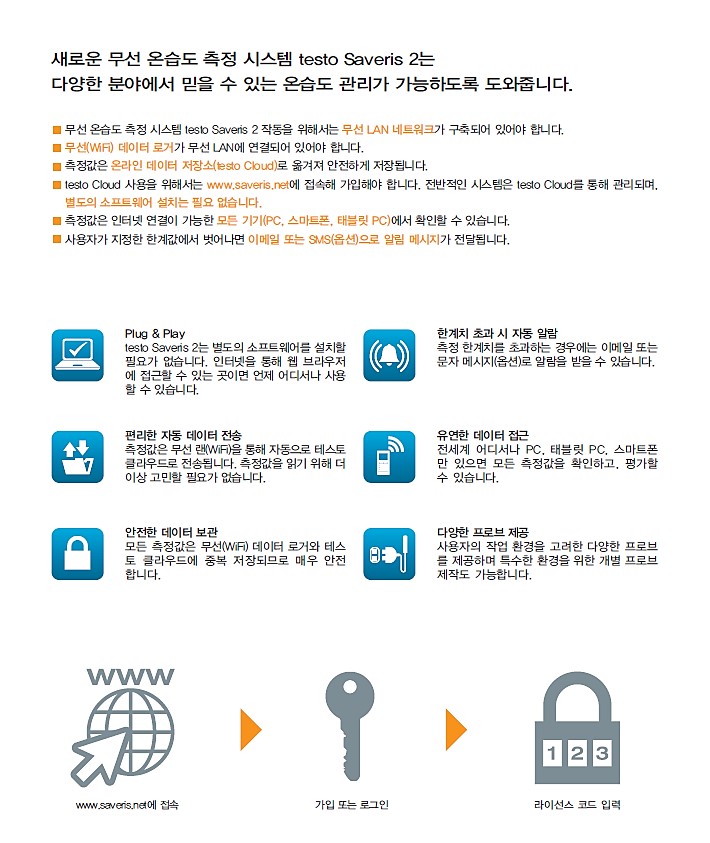 새로운 무선 온습도 측정 시스템 testo Saveris 2는
다양한 분야에서 믿을 수 있는 온습도 관리가 가능하도록 도와줍니다.
무선 온습도 측정 시스템 testo Saveris 2 작동을 위해서는 무선 LAN 네트워크가 구축되어 있어야 합니다.
무선(WiFi) 데이터 로거가 무선 LAN에 연결되어 있어야 합니다.
측정값은 온라인 데이터 저장소(testo Cloud)로 옮겨져 안전하게 저장됩니다.
testo Cloud 사용을 위해서는 www.saveris.net에 접속해 가입해야 합니다. 전반적인 시스템은 testo Cloud를 통해 관리되며,
별도의 소프트웨어 설치는 필요 없습니다.
측정값은 인터넷 연결이 가능한 모든 기기(PC, 스마트폰, 태블릿 PC)에서 확인할 수 있습니다.
사용자가 지정한 한계값에서 벗어나면 이메일 또는 SMS(옵션)으로 알림 메시지가 전달됩니다.
Plug & Play
testo Saveris 2는 별도의 소프트웨어를 설치할
필요가 없습니다. 인터넷을 통해 웹 브라우저
에 접근할 수 있는 곳이면 언제 어디서나 사용
할 수 있습니다.
한계치 초과 시 자동 알람
측정 한계치를 초과하는 경우에는 이메일 또는
문자 메시지(옵션)로 알람을 받을 수 있습니다.
편리한 자동 데이터 전송
측정값은 무선 랜(WiFi)을 통해 자동으로 테스토
클라우드로 전송됩니다. 측정값을 읽기 위해 더
이상 고민할 필요가 없습니다.
유연한 데이터 접근
전세계 어디서나 PC, 태블릿 PC, 스마트폰
만 있으면 모든 측정값을 확인하고, 평가할
수 있습니다.
안전한 데이터 보관
모든 측정값은 무선(WiFi) 데이터 로거와 테스
토 클라우드에 중복 저장되므로 매우 안전
합니다.
다양한 프로브 제공
사용자의 작업 환경을 고려한 다양한 프로브
를 제공하며 특수한 환경을 위한 개별 프로브
제작도 가능합니다.
www
1 2 3
www.saveris.net에 접속
가입 또는 로그인
라이선스 코드 입력